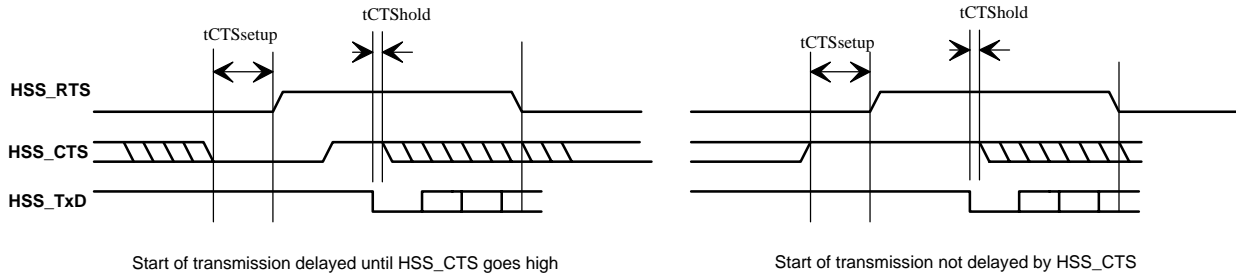 tCTShold
tCTSsetup
HSS_RTS
HSS_CTS
HSS_TxD
Start of transmission delayed until HSS_CTS goes high
tCTShold
tCTSsetup
Start of transmission not delayed by HSS_CTS